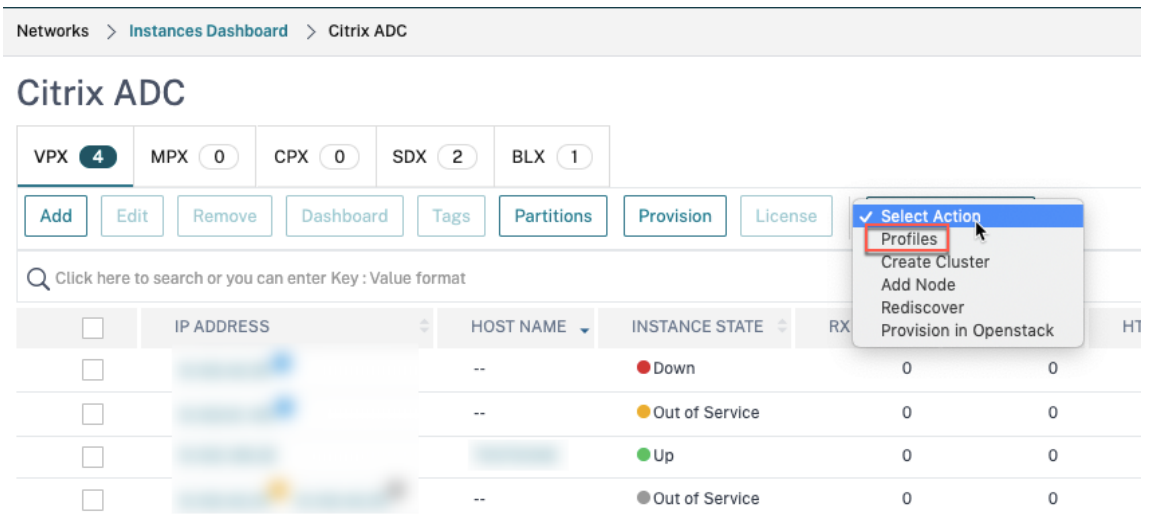 Networks > Instances Dashboard > Citrix ADC
Citrix ADC
VPX 4 MPX 0 CPX 0 SDX 2 BLX 1
Add Edit Remove Dashboard Tags Partitions Provision License
✓ Select Action
Profiles
Create Cluster
Add Node
Rediscover
Provision in Openstack
Click here to search or you can enter Key : Value format
IP ADDRESS HOST NAME INSTANCE STATE RX HT
-- Down 0 0
-- Out of Service 0 0
Up 0 0
-- Out of Service 0 0